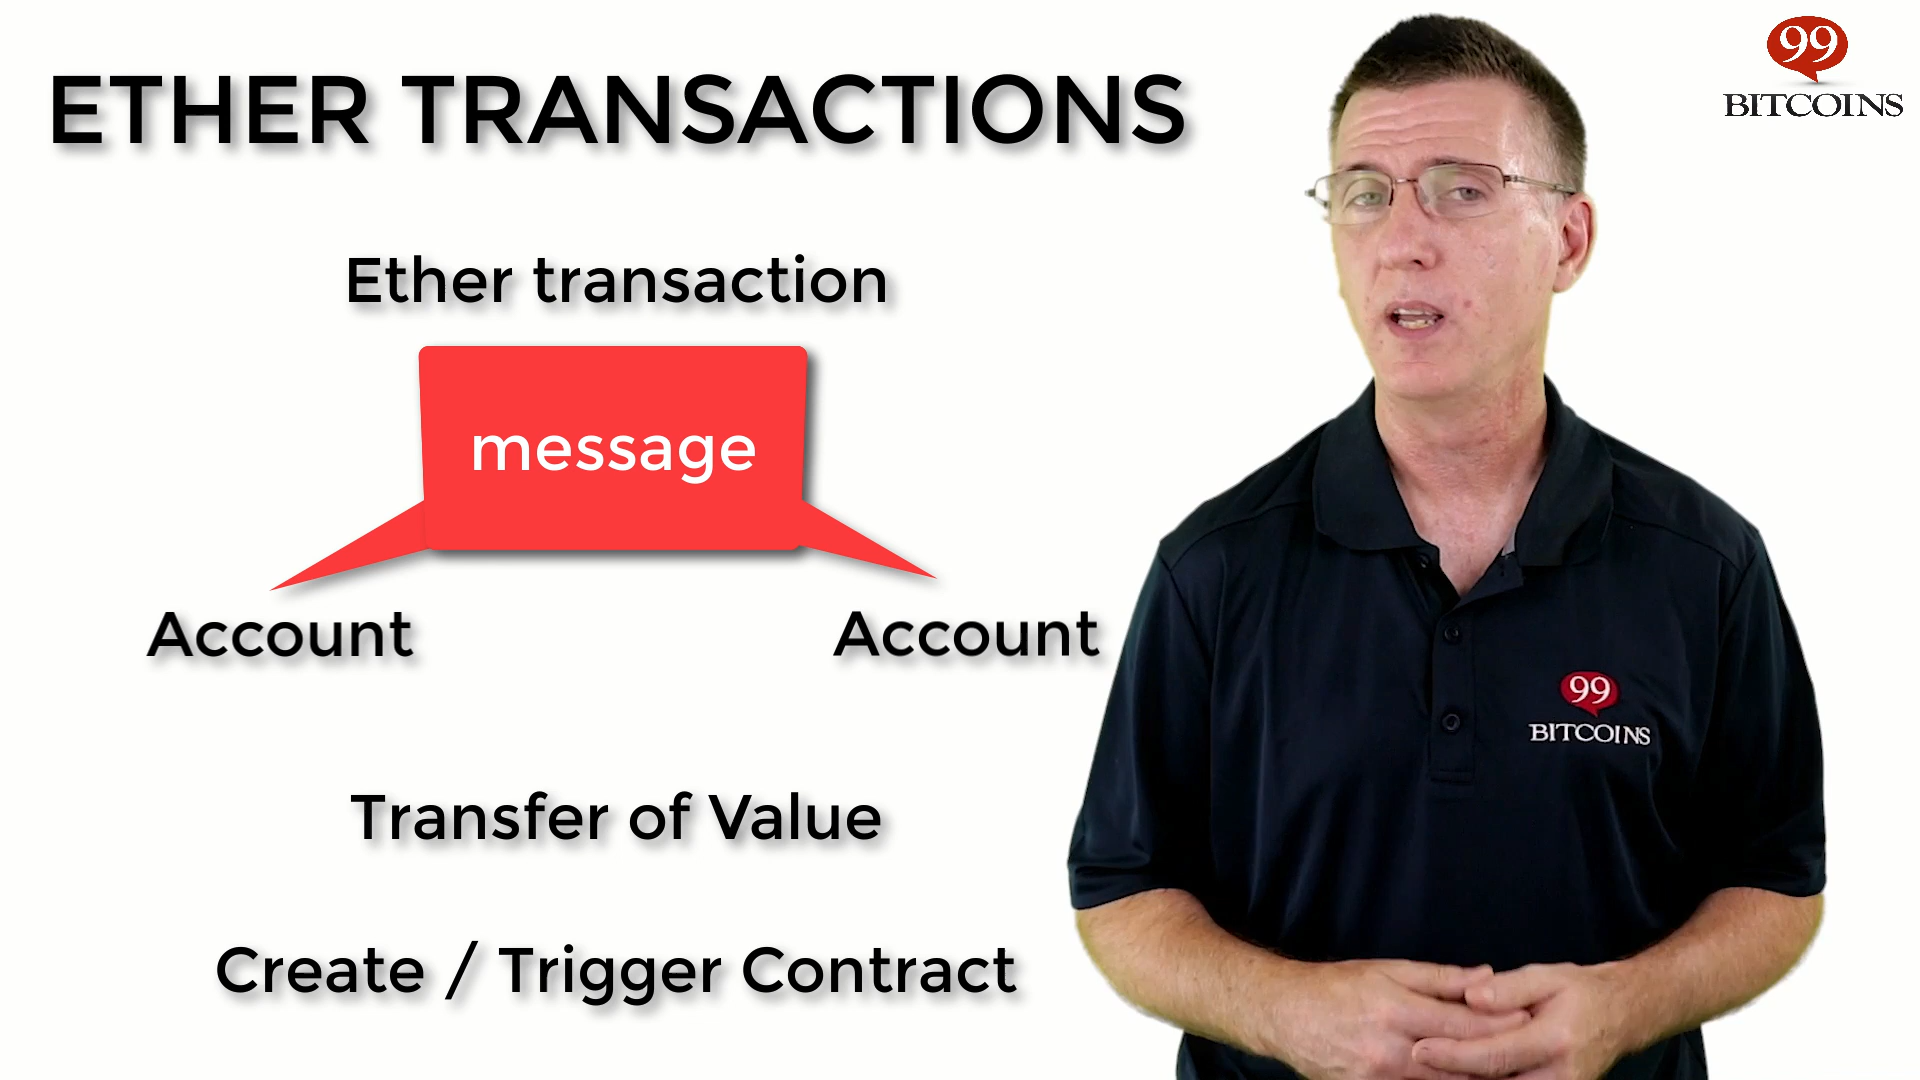 ETHER TRANSACTIONS
99
BITCOINS
Ether transaction
message
Account
Account
99
BITCOINS
Transfer of Value
Create / Trigger Contract